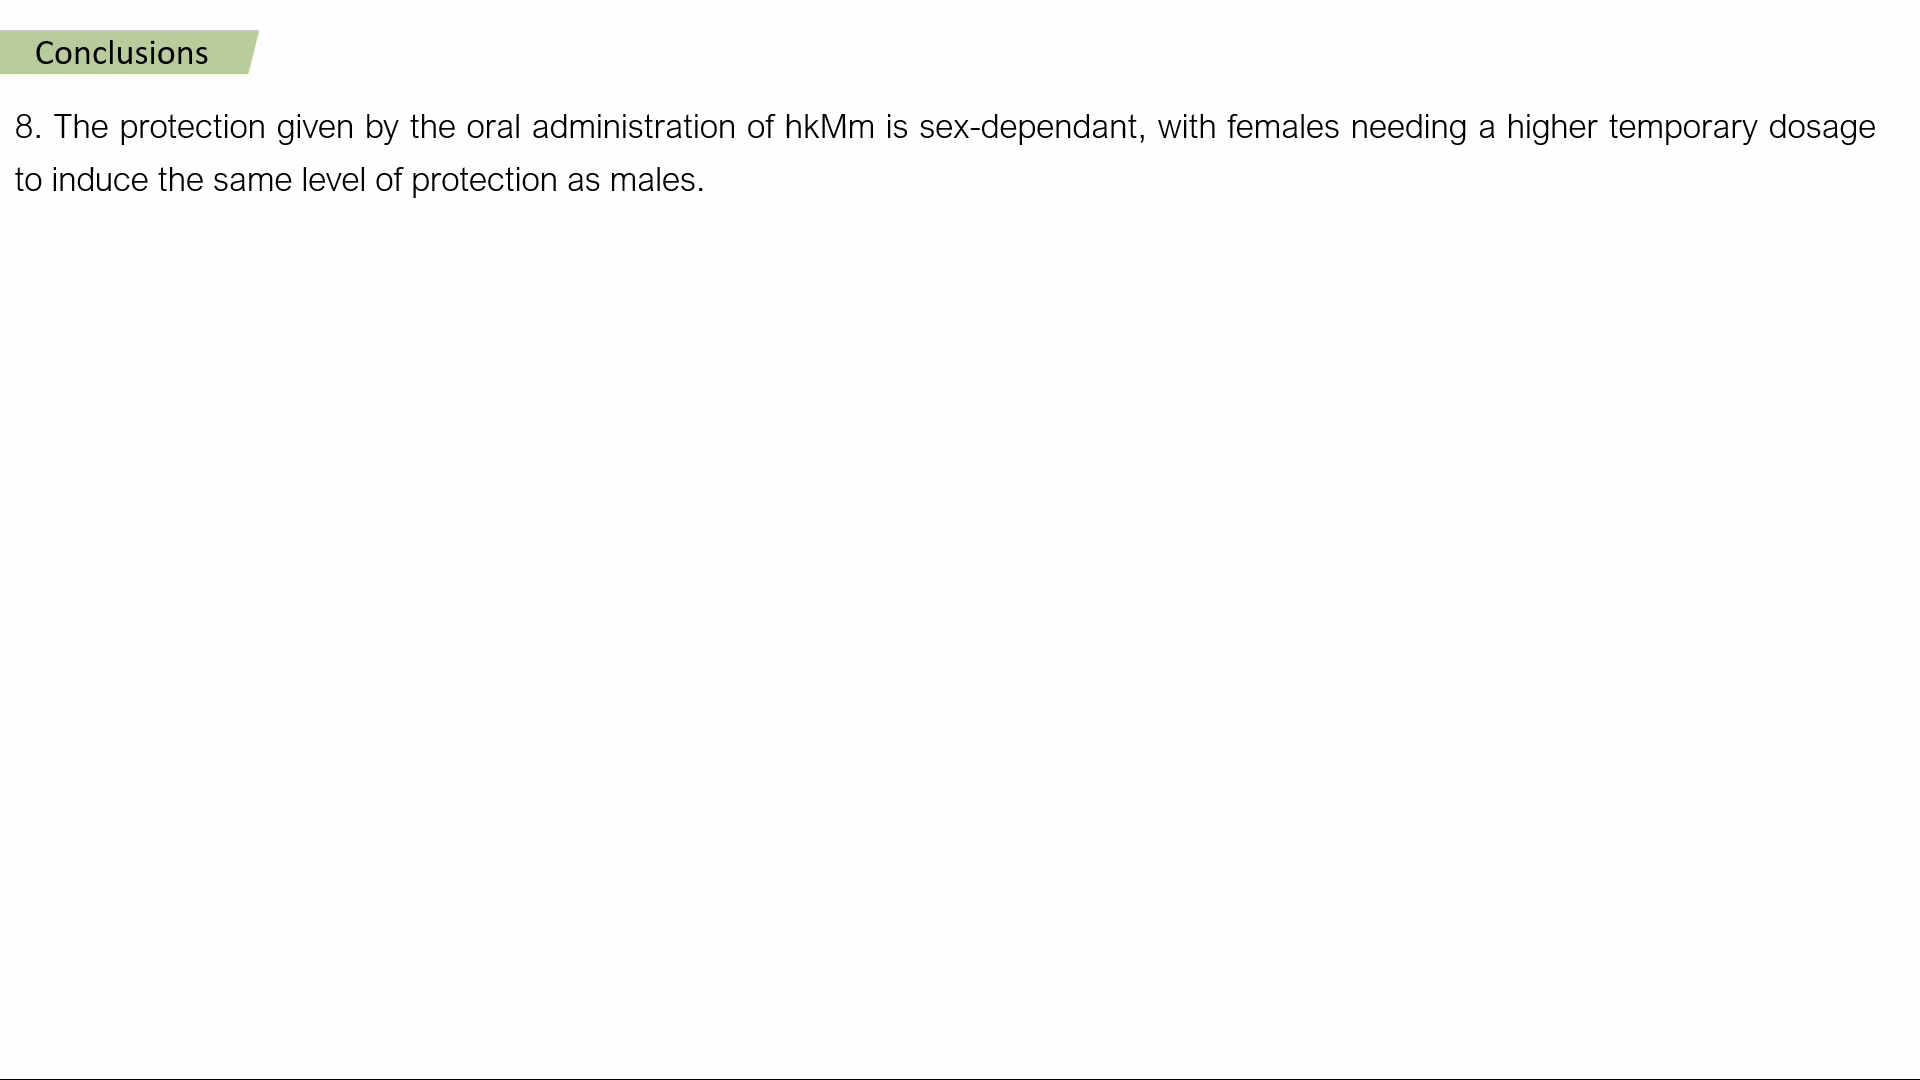 Conclusions
8. The protection given by the oral administration of hkMm is sex-dependant, with females needing a higher temporary dosage
to induce the same level of protection as males.